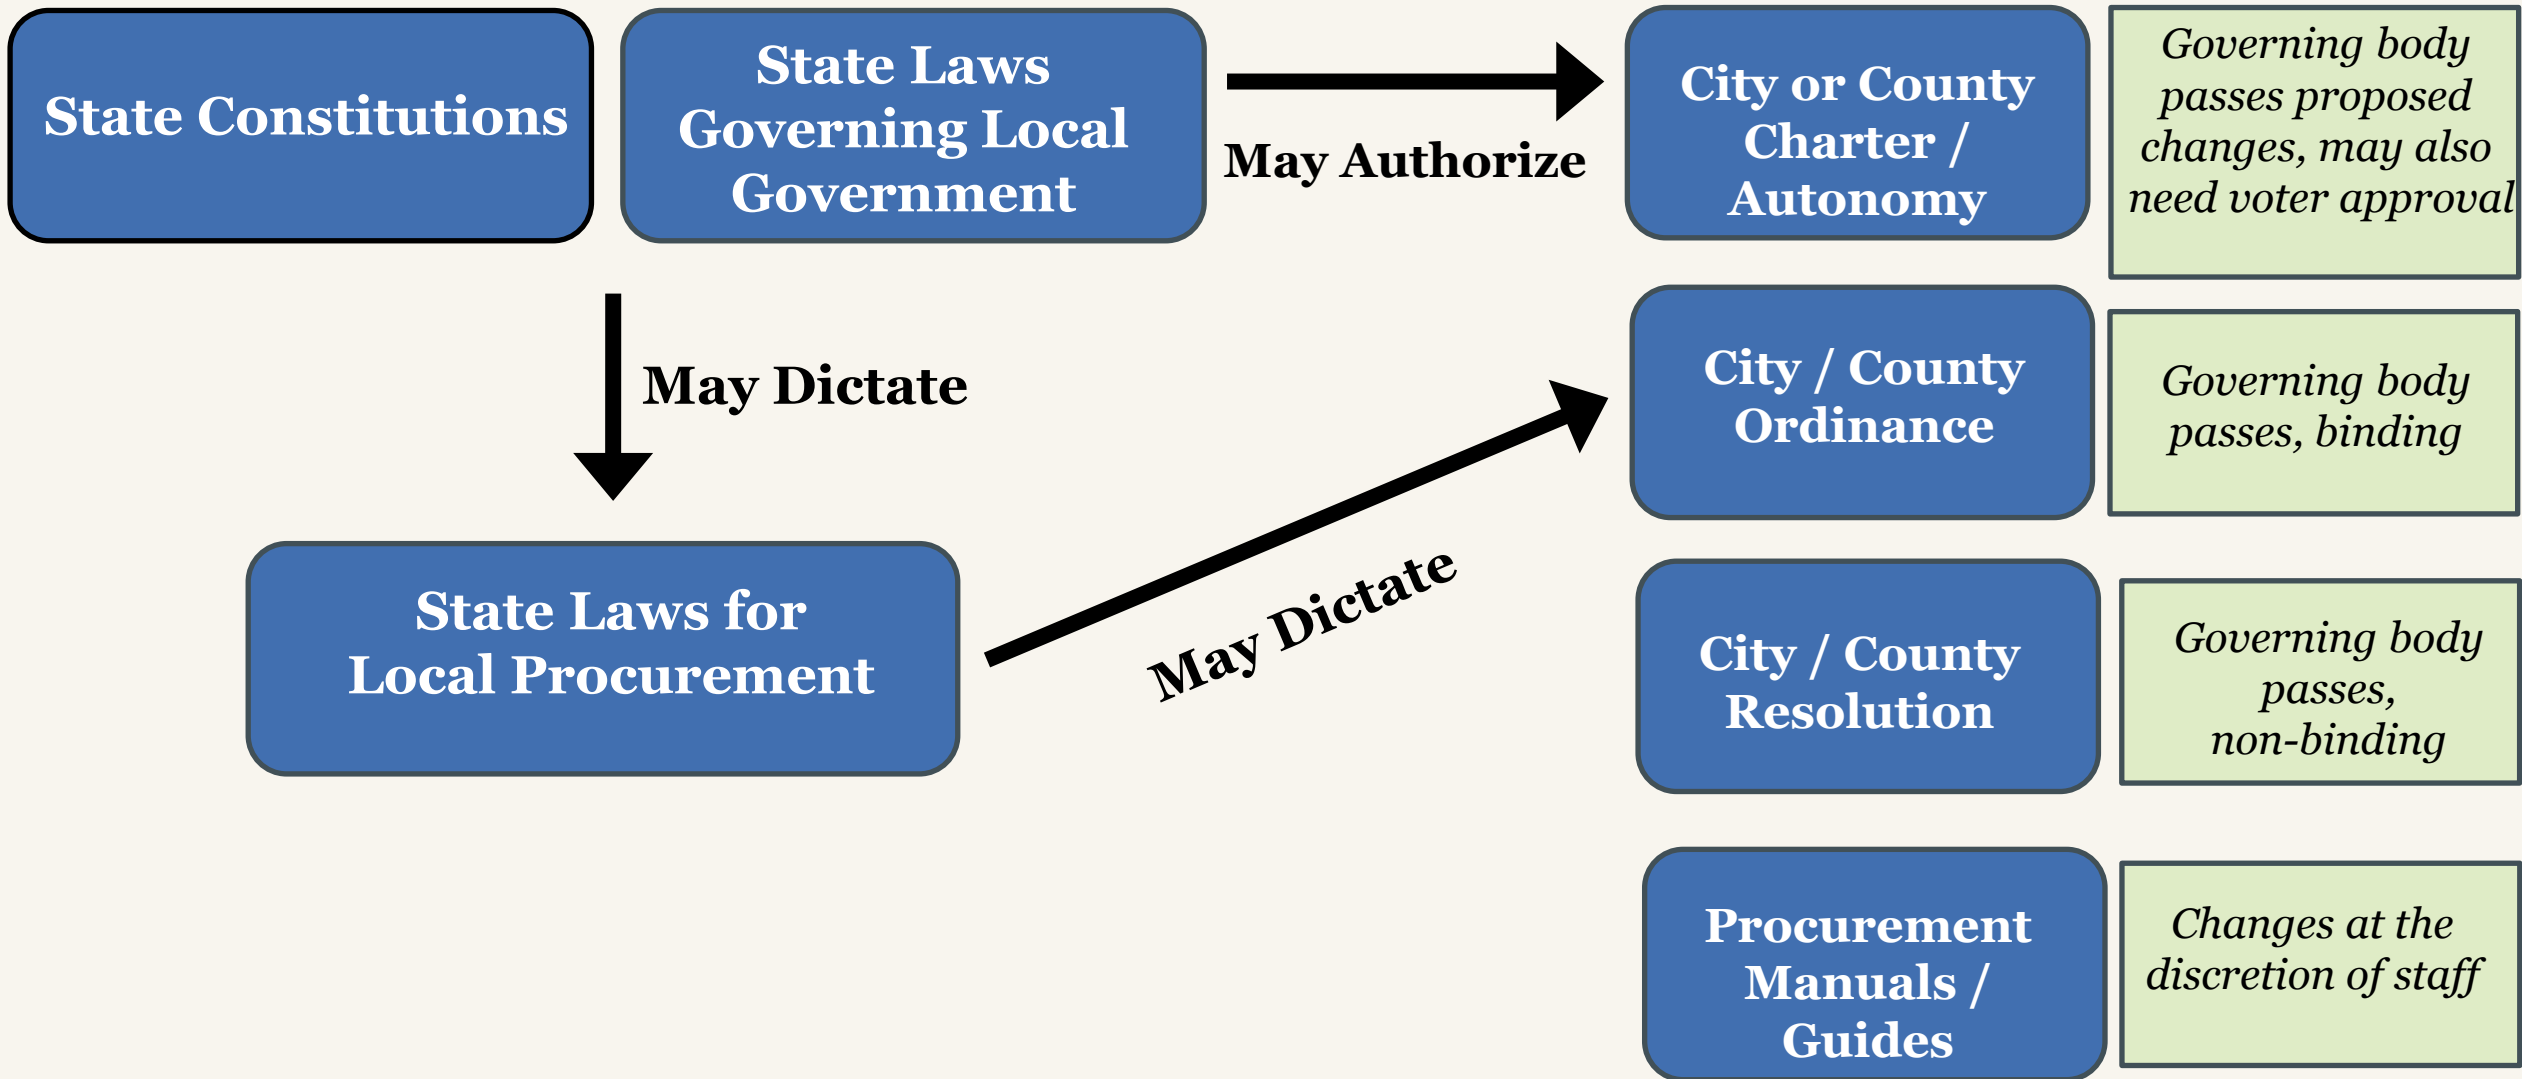 State Constitutions
State Laws
Governing Local
Government
May Authorize
City or County
Charter /
Autonomy
Governing body
passes proposed
changes, may also
need voter approval
May Dictate
City / County
Ordinance
Governing body
passes, binding
State Laws for
Local Procurement
May Dictate
City / County
Resolution
Governing body
passes,
non-binding
Procurement
Manuals /
Guides
Changes at the
discretion of staff